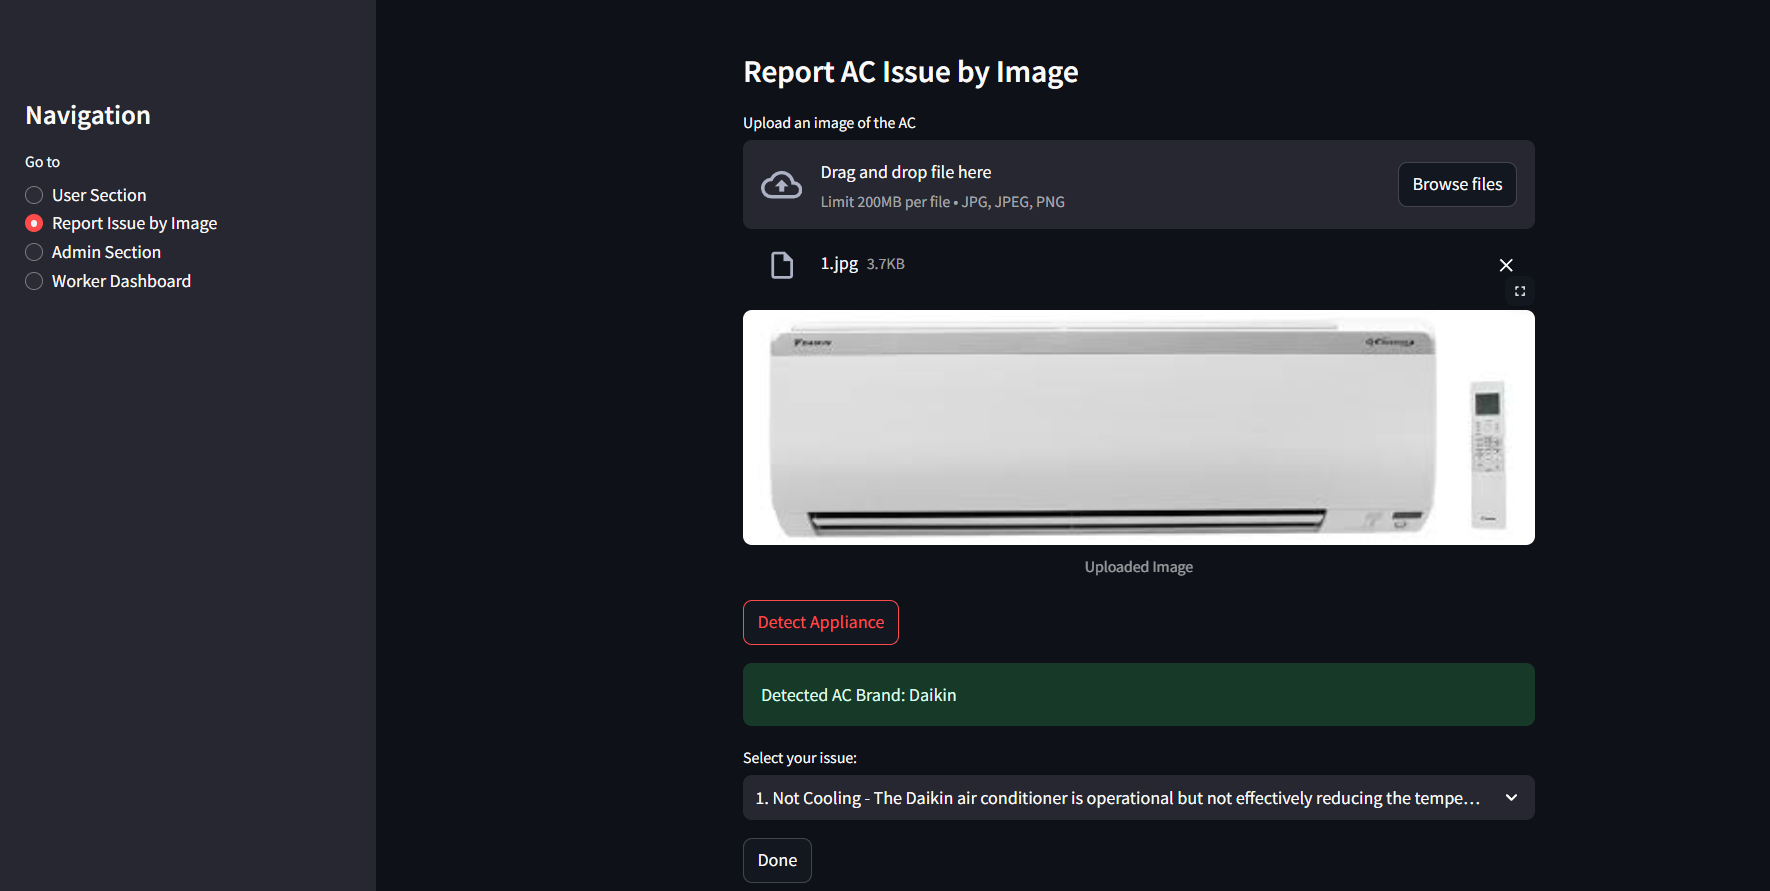 Navigation
Go to
User Section
Report Issue by Image
Admin Section
Worker Dashboard
Report AC Issue by Image
Upload an image of the AC
Drag and drop file here
Limit 200MB per file • JPG, JPEG, PNG
Browse files
1.jpg 3.7KB
DAIKIN
Uploaded Image
Detect Appliance
Detected AC Brand: Daikin
Select your issue:
1. Not Cooling - The Daikin air conditioner is operational but not effectively reducing the tempe...
Done